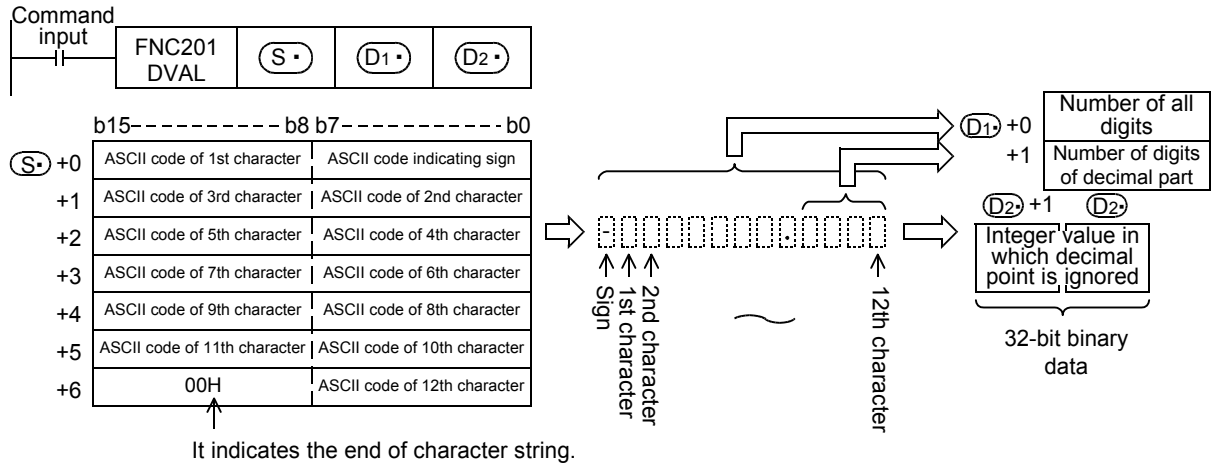 Command
input
FNC201
DVAL
S·
D1·
D2·
b15 b8 b7 b0
S· +0 ASCII code of 1st character ASCII code indicating sign
+1 ASCII code of 3rd character ASCII code of 2nd character
+2 ASCII code of 5th character ASCII code of 4th character
+3 ASCII code of 7th character ASCII code of 6th character
+4 ASCII code of 9th character ASCII code of 8th character
+5 ASCII code of 11th character ASCII code of 10th character
+6 00H ASCII code of 12th character
It indicates the end of character string.
- .
Sign
1st character
2nd character
12th character
D1· +0 Number of all
digits
+1 Number of digits
of decimal part
D2· +1 D2·
Integer value in
which decimal
point is ignored
32-bit binary
data